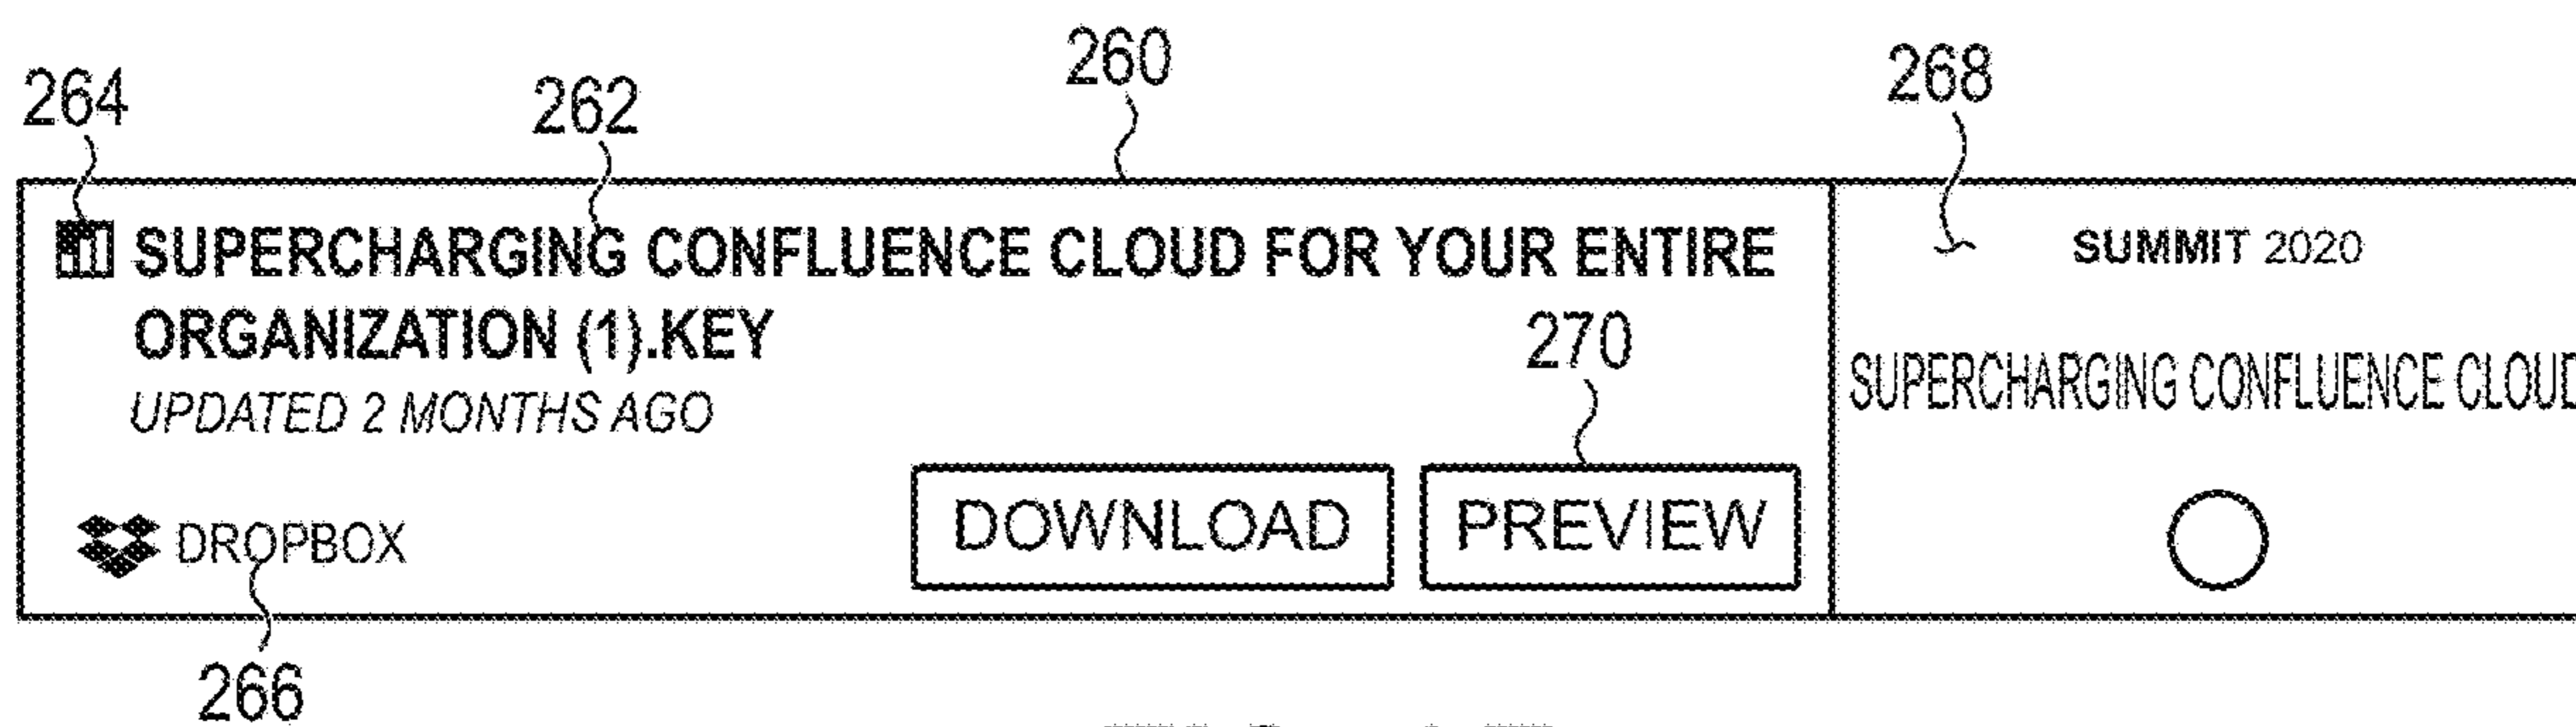 264
262
260
268
SUPERCHARGING CONFLUENCE CLOUD FOR YOUR ENTIRE
ORGANIZATION (1).KEY
UPDATED 2 MONTHS AGO
270
DROPBOX
DOWNLOAD
PREVIEW
SUMMIT 2020
SUPERCHARGING CONFLUENCE CLOUD
266